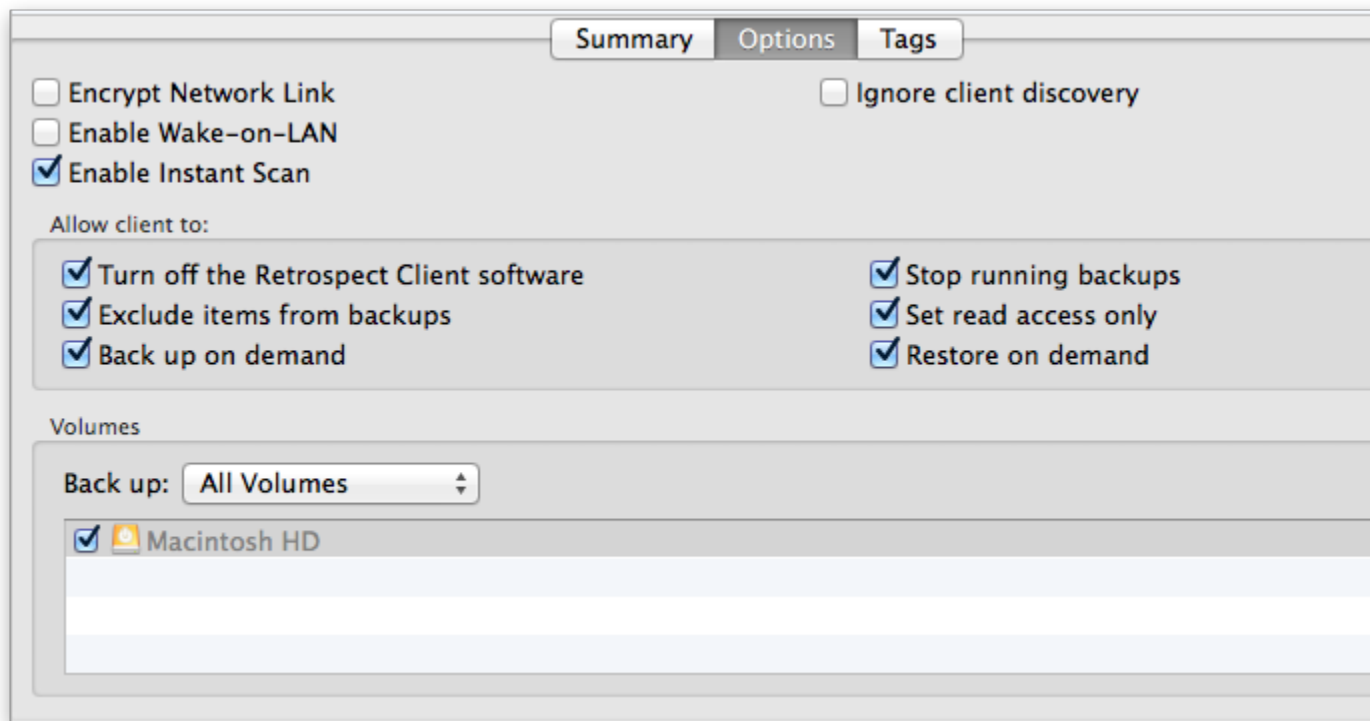 Summary Options Tags
Encrypt Network Link Ignore client discovery
Enable Wake-on-LAN
Enable Instant Scan
Allow client to:
Turn off the Retrospect Client software Stop running backups
Exclude items from backups Set read access only
Back up on demand Restore on demand
Volumes
Back up: All Volumes
Macintosh HD